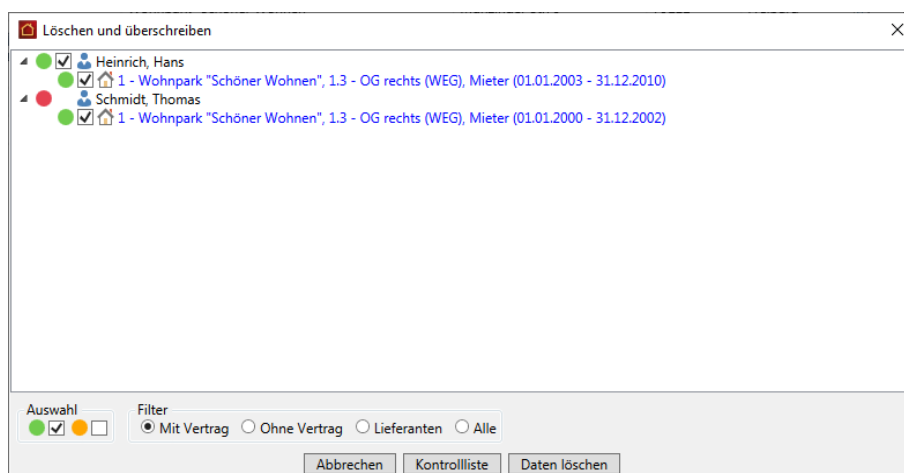 Löschen und überschreiben
Heinrich, Hans
1 - Wohnpark "Schöner Wohnen", 1.3 - OG rechts (WEG), Mieter (01.01.2003 - 31.12.2010)
Schmidt, Thomas
1 - Wohnpark "Schöner Wohnen", 1.3 - OG rechts (WEG), Mieter (01.01.2000 - 31.12.2002)
Auswahl
Filter
Mit Vertrag Ohne Vertrag Lieferanten Alle
Abbrechen Kontrollliste Daten löschen